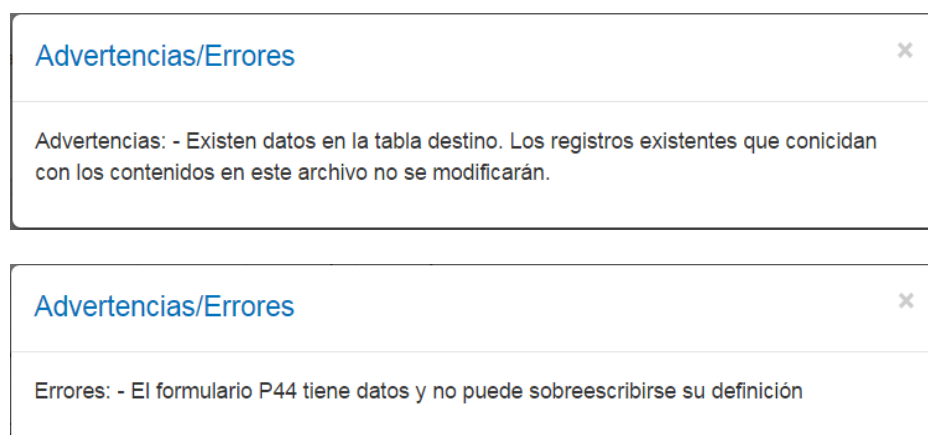 Advertencias/Errores ×
Advertencias: - Existen datos en la tabla destino. Los registros existentes que conicidan
con los contenidos en este archivo no se modificarán.
Advertencias/Errores ×
Errores: - El formulario P44 tiene datos y no puede sobreescribirse su definición